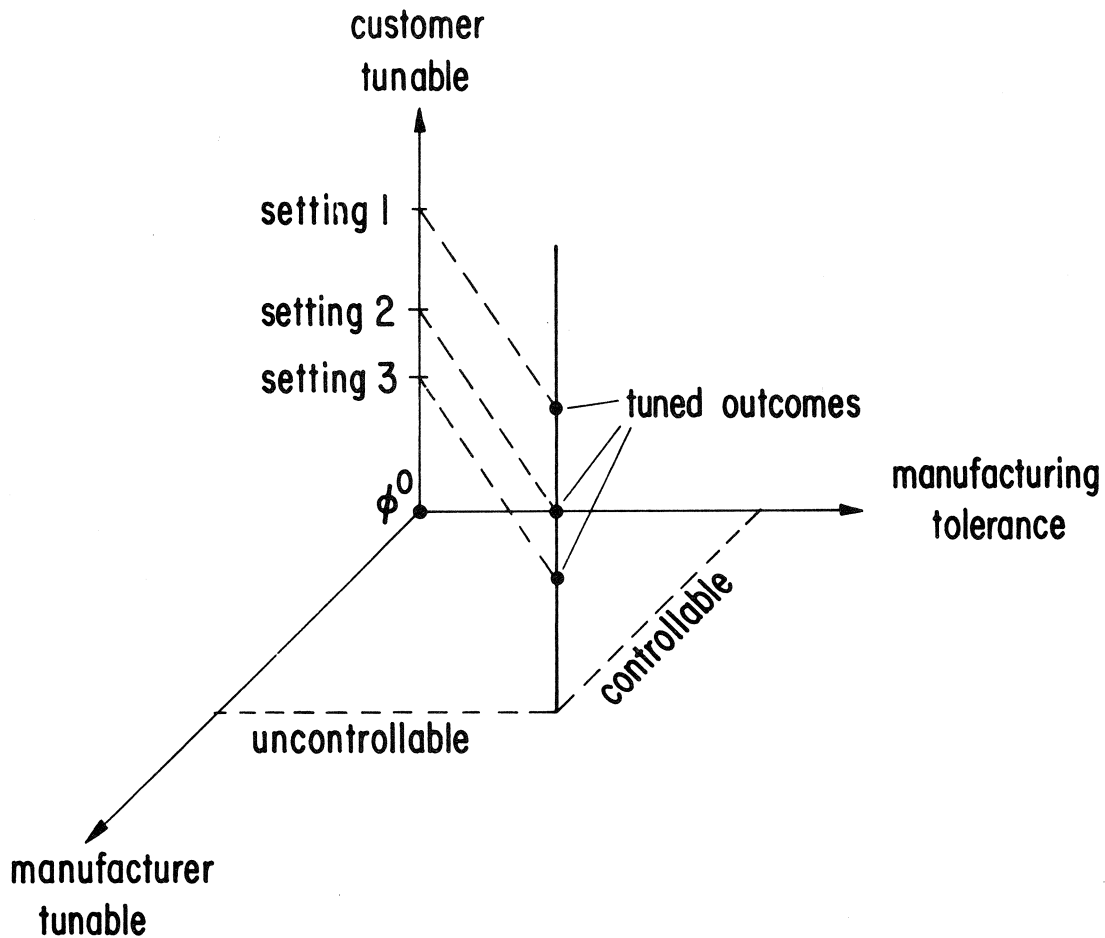 customer
tunable
setting 1
setting 2
setting 3
tuned outcomes
ϕ⁰
manufacturing
tolerance
controllable
uncontrollable
manufacturer
tunable